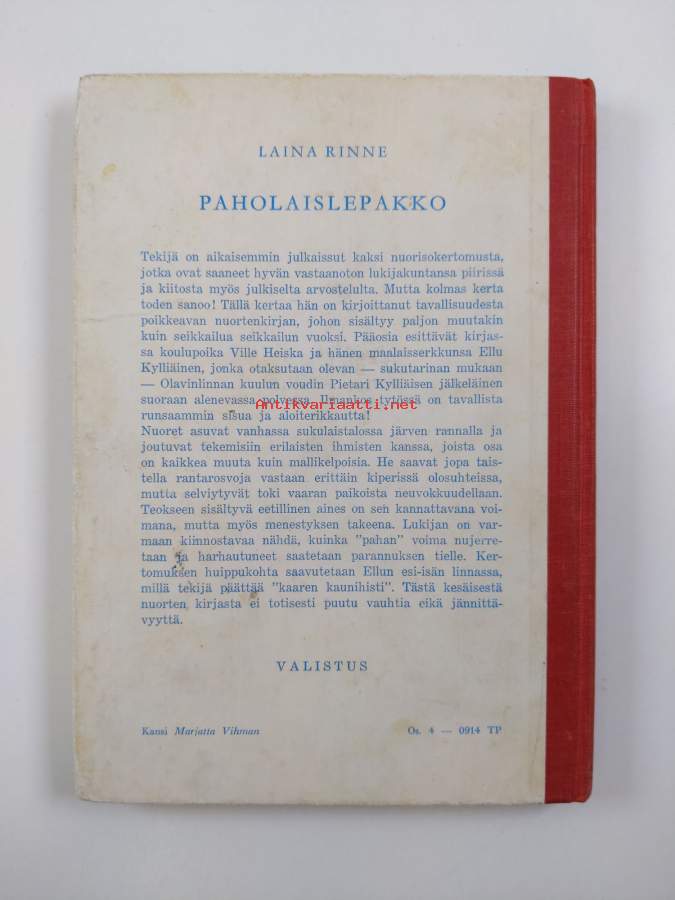 LAINA RINNE
PAHOLAISLEPAKKO
Tekijä on aikaisemmin julkaissut kaksi nuorisokertomusta,
jotka ovat saaneet hyvän vastaanoton lukijakuntansa piirissä
ja kiitosta myös julkiselta arvostelulta. Mutta kolmas kerta
toden sanoo! Tällä kertaa hän on kirjoittanut tavallisuudesta
poikkeavan nuortenkirjan, johon sisältyy paljon muutakin
kuin seikkailua seikkailun vuoksi. Pääosia esittävät kirjas-
sa koulupoika Ville Heiska ja hänen maalaisserkkunsa Ellu
Kylliäinen, jonka otaksutaan olevan — sukutarinan mukaan
— Olavinlinnan kuulun voudin Pietari Kylliäisen jälkeläinen
suoraan alenevassa polvessa. Ilmankos tytössä on tavallista
Antikvariaatti.net
runsaammin sisua ja aloiterikkautta!
Nuoret asuvat vanhassa sukulaistalossa järven rannalla ja
joutuvat tekemisiin erilaisten ihmisten kanssa, joista osa
on kaikkea muuta kuin mallikelpoisia. He saavat jopa tais-
tella rantarosvoja vastaan erittäin kiperissä olosuhteissa,
mutta selviytyvät toki vaaran paikoista neuvokkuudellaan.
Teokseen sisältyvä eetillinen aines on seh kannattavana voi-
mana, mutta myös menestyksen takeena. Lukijan on var-
maan kiinnostavaa nähdä, kuinka "pahan" voima nujerre-
taan ja harhautuneet saatetaan parannuksen tielle. Ker-
tomuksen huippukohta saavutetaan Ellun esi-isän linnassa,
millä tekijä päättää "kaaren kaunihisti". Tästä kesäisestä
nuorten kirjasta ei totisesti puutu vauhtia eikä jännittä-
vyyttä.
VALISTUS
Kansi Marjatta Vihman
Os. 4 — 0914 TP